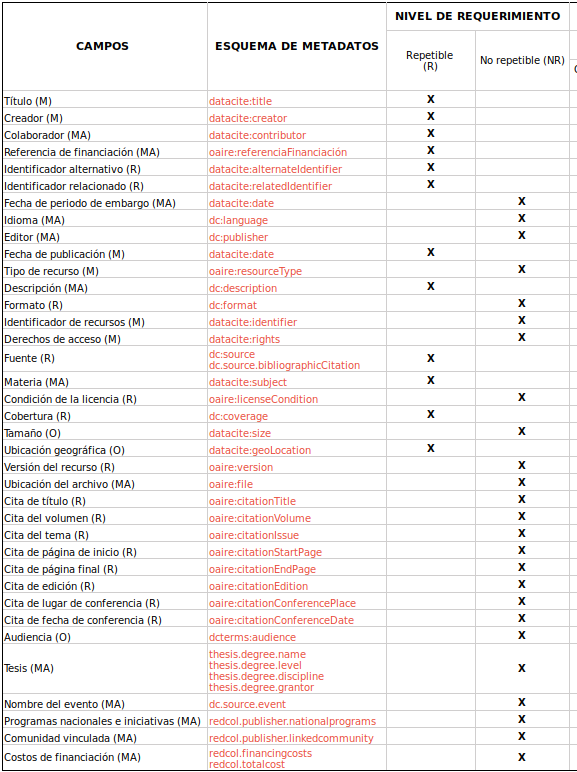 CAMPOS ESQUEMA DE METADATOS NIVEL DE REQUERIMIENTO
Repetible
(R)
No repetible (NR)
Título (M) datacite:title X
Creador (M) datacite:creator X
Colaborador (MA) datacite:contributor X
Referencia de financiación (MA) oaire:referenciaFinanciación X
Identificador alternativo (R) datacite:alternateIdentifier X
Identificador relacionado (R) datacite:relatedIdentifier X
Fecha de periodo de embargo (MA) datacite:date X
Idioma (MA) dc:language X
Editor (MA) dc:publisher X
Fecha de publicación (M) datacite:date X
Tipo de recurso (M) oaire:resourceType X
Descripción (MA) dc:description X
Formato (R) dc:format X
Identificador de recursos (M) datacite:identifier X
Derechos de acceso (M) datacite:rights X
Fuente (R) dc:source
dc.source.bibliographicCitation X
Materia (MA) datacite:subject X
Condición de la licencia (R) oaire:licenseCondition X
Cobertura (R) dc:coverage X
Tamaño (O) datacite:size X
Ubicación geográfica (O) datacite:geoLocation X
Versión del recurso (R) oaire:version X
Ubicación del archivo (MA) oaire:file X
Cita de título (R) oaire:citationTitle X
Cita del volumen (R) oaire:citationVolume X
Cita del tema (R) oaire:citationIssue X
Cita de página de inicio (R) oaire:citationStartPage X
Cita de página final (R) oaire:citationEndPage X
Cita de edición (R) oaire:citationEdition X
Cita de lugar de conferencia (R) oaire:citationConferencePlace X
Cita de fecha de conferencia (R) oaire:citationConferenceDate X
Audiencia (O) dcterms:audience X
Tesis (MA) thesis.degree.name
thesis.degree.level
thesis.degree.discipline
thesis.degree.grantor X
Nombre del evento (MA) dc.source.event X
Programas nacionales e iniciativas (MA) redcol.publisher.nationalprograms X
Comunidad vinculada (MA) redcol.publisher.linkedcommunity X
Costos de financiación (MA) redcol.financingcosts
redcol.totalcost X